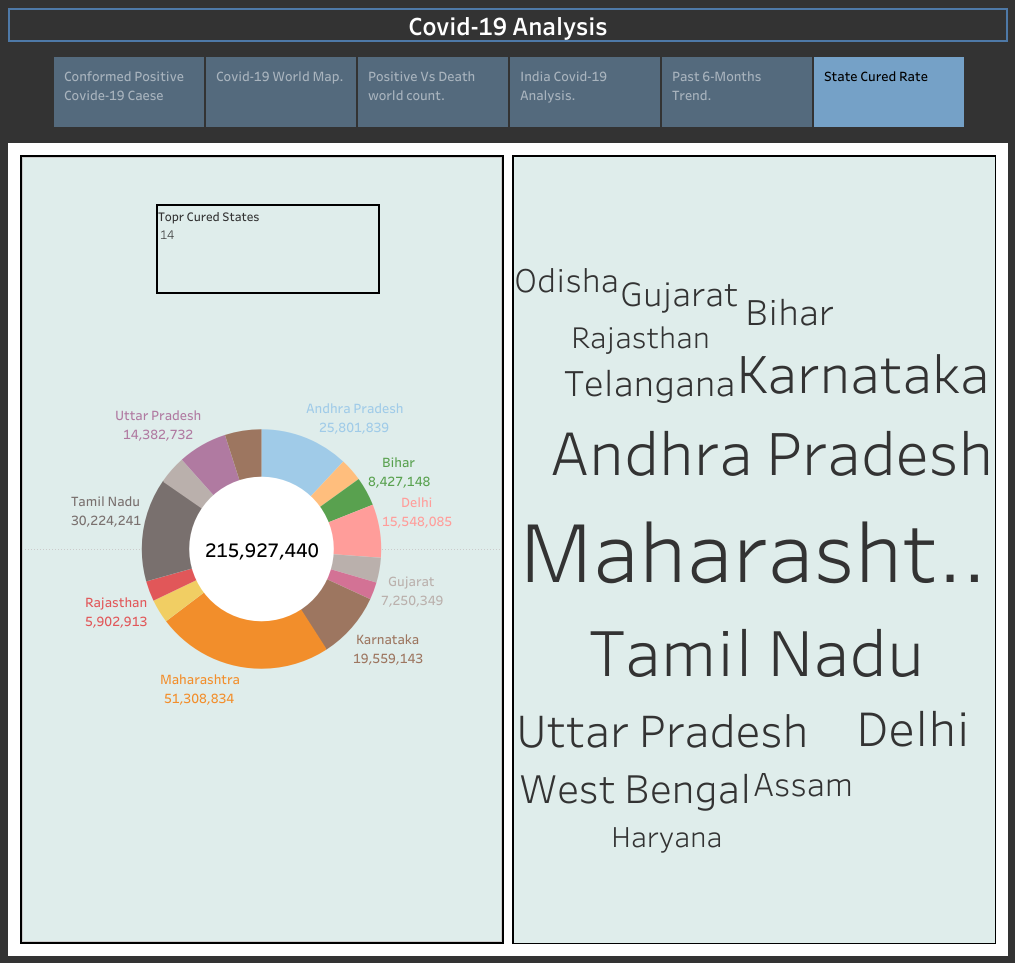 Covid-19 Analysis
Conformed Positive
Covide-19 Caese
Covid-19 World Map.
Positive Vs Death
world count.
India Covid-19
Analysis.
Past 6-Months
Trend.
State Cured Rate
Topr Cured States
14
Uttar Pradesh
14,382,732
Andhra Pradesh
25,801,839
Bihar
8,427,148
Delhi
15,548,085
Tamil Nadu
30,224,241
215,927,440
Gujarat
7,250,349
Rajasthan
5,902,913
Karnataka
19,559,143
Maharashtra
51,308,834
Odisha
Gujarat
Bihar
Rajasthan
Telangana
Karnataka
Andhra Pradesh
Maharasht..
Tamil Nadu
Uttar Pradesh
Delhi
West Bengal
Assam
Haryana